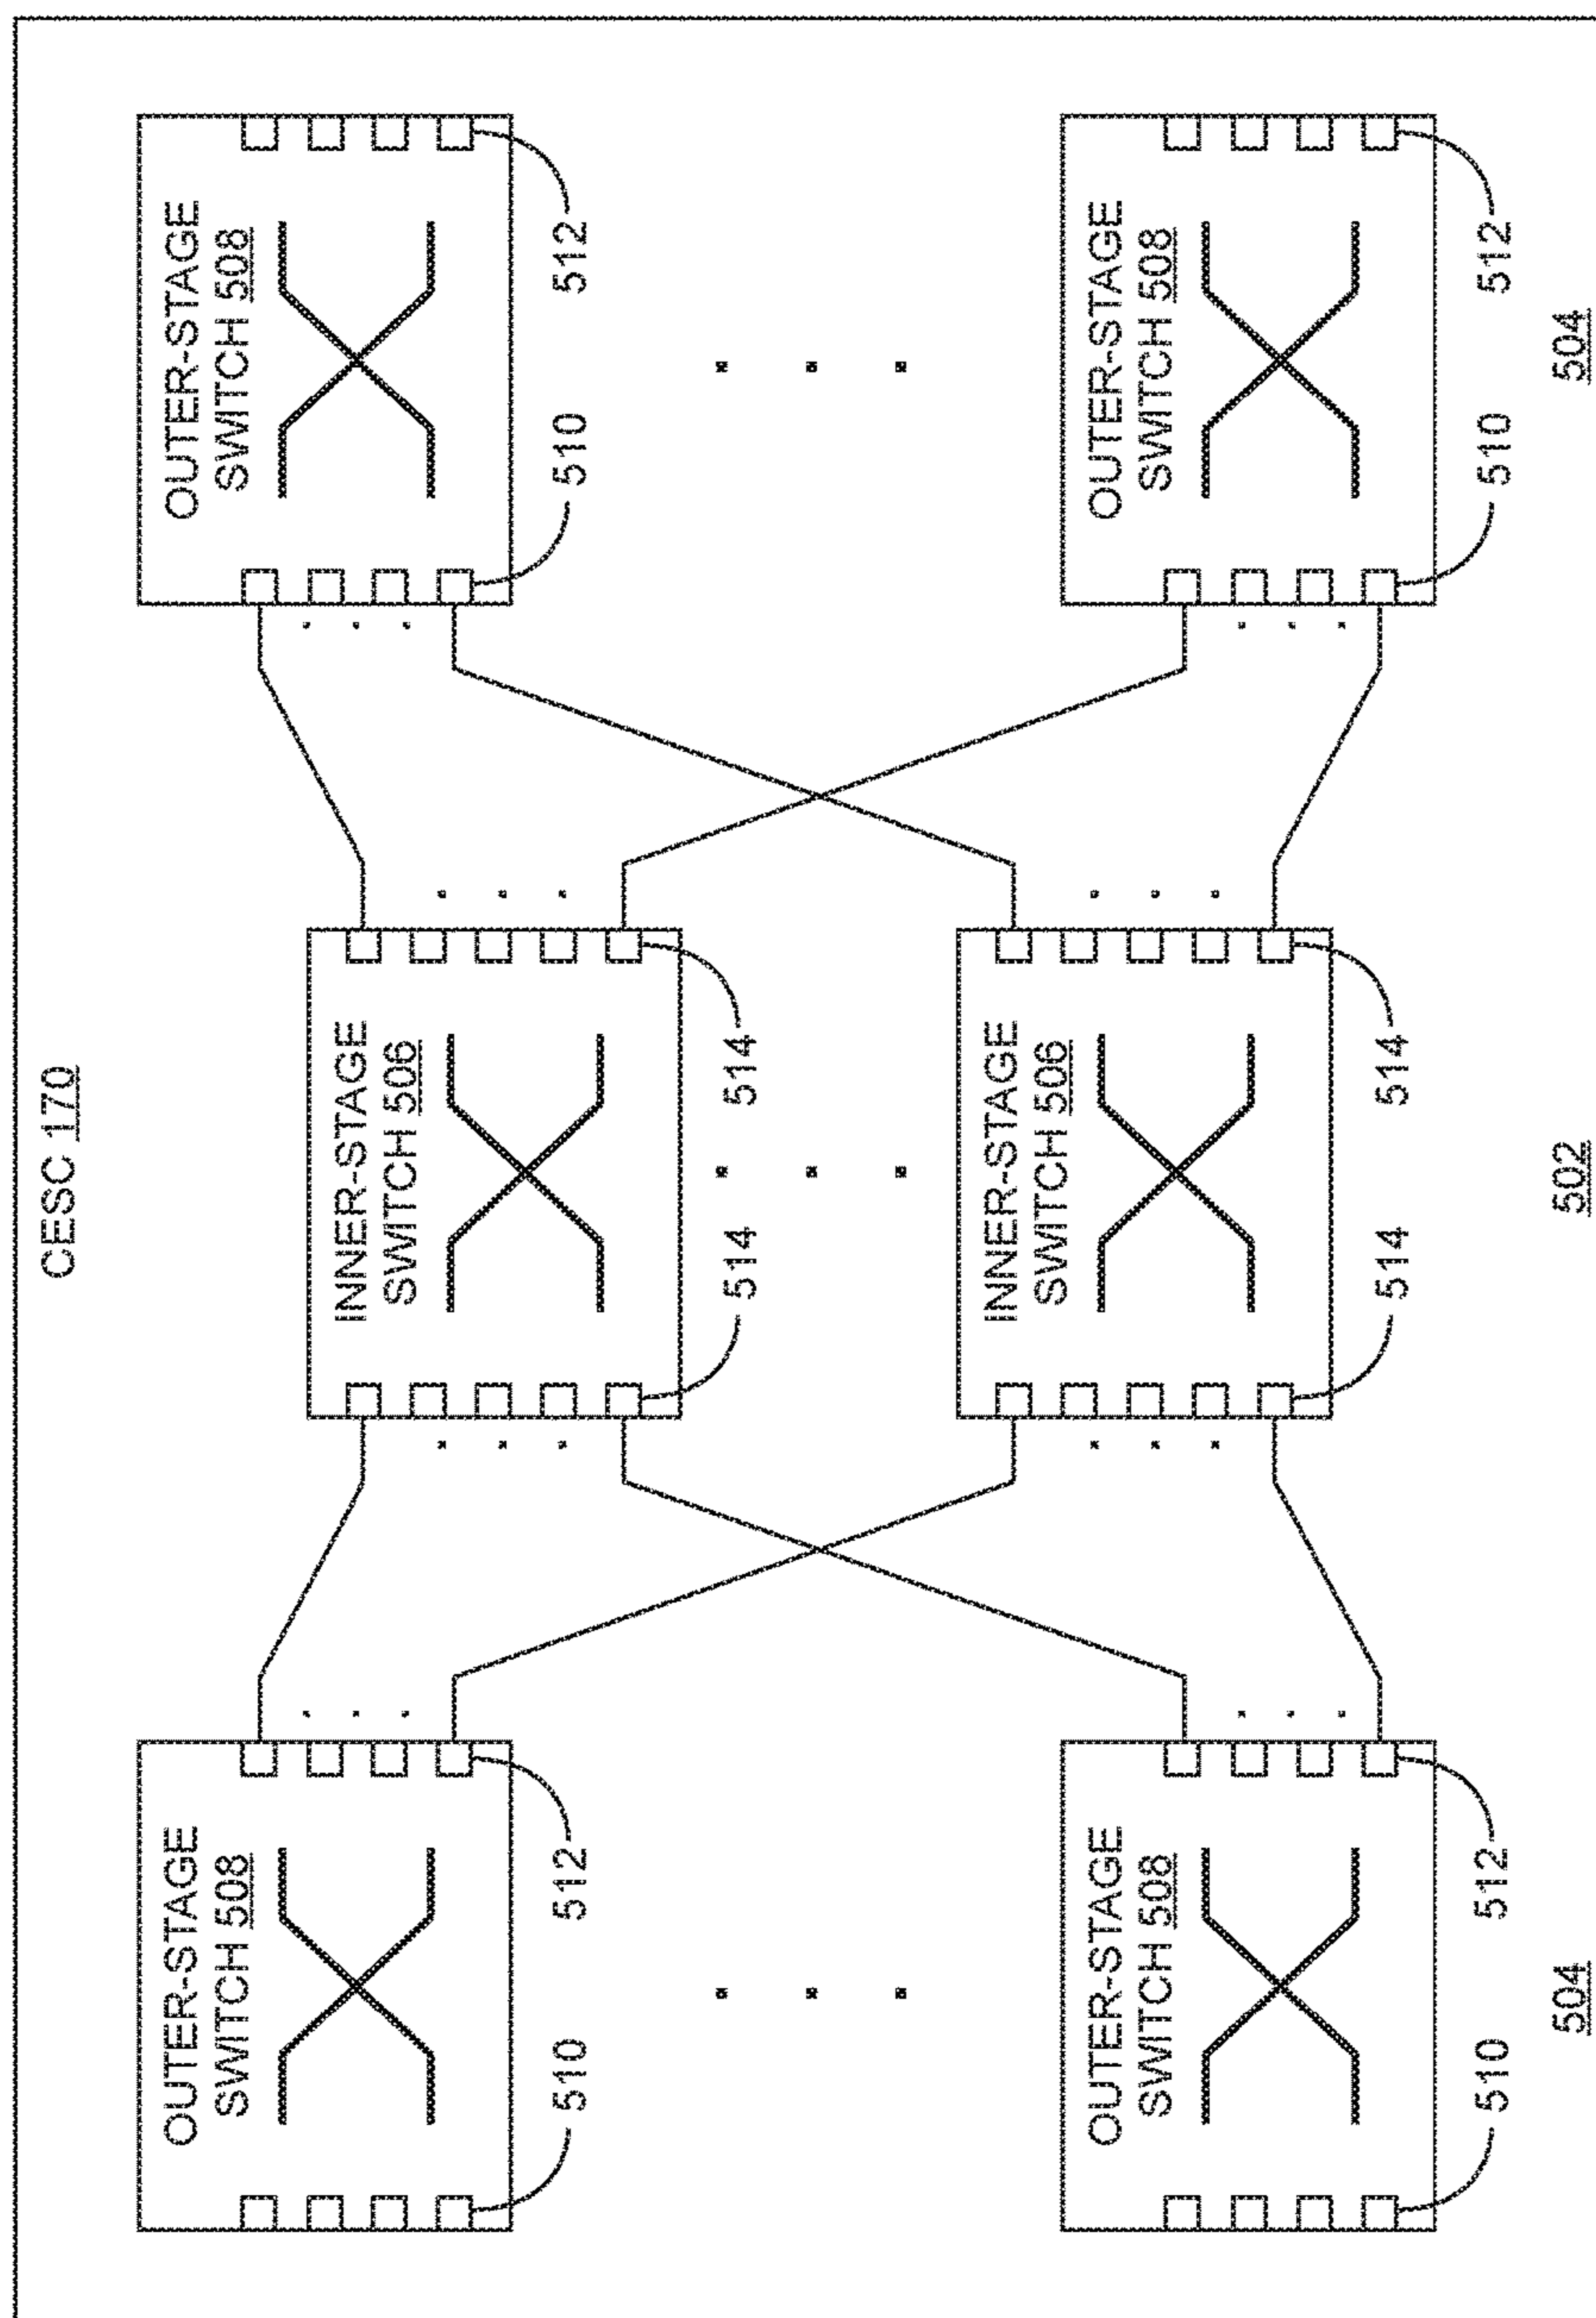 CESC 170
OUTER-STAGE
SWITCH 508
510
512
OUTER-STAGE
SWITCH 508
510
512
504
INNER-STAGE
SWITCH 506
514
514
INNER-STAGE
SWITCH 506
514
514
502
OUTER-STAGE
SWITCH 508
510
512
OUTER-STAGE
SWITCH 508
510
512
504